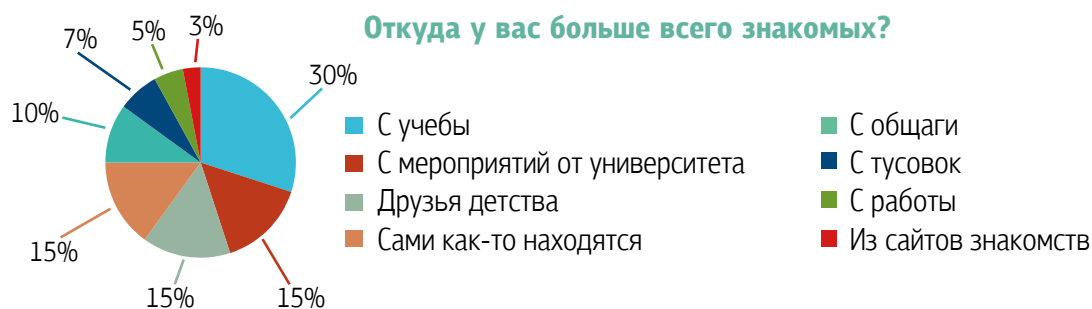 Откуда у вас больше всего знакомых?
3%
5%
7%
30%
10%
15%
15%
15%
С учебы
С мероприятий от университета
Друзья детства
Сами как-то находятся
С общаги
С тусовок
С работы
Из сайтов знакомств